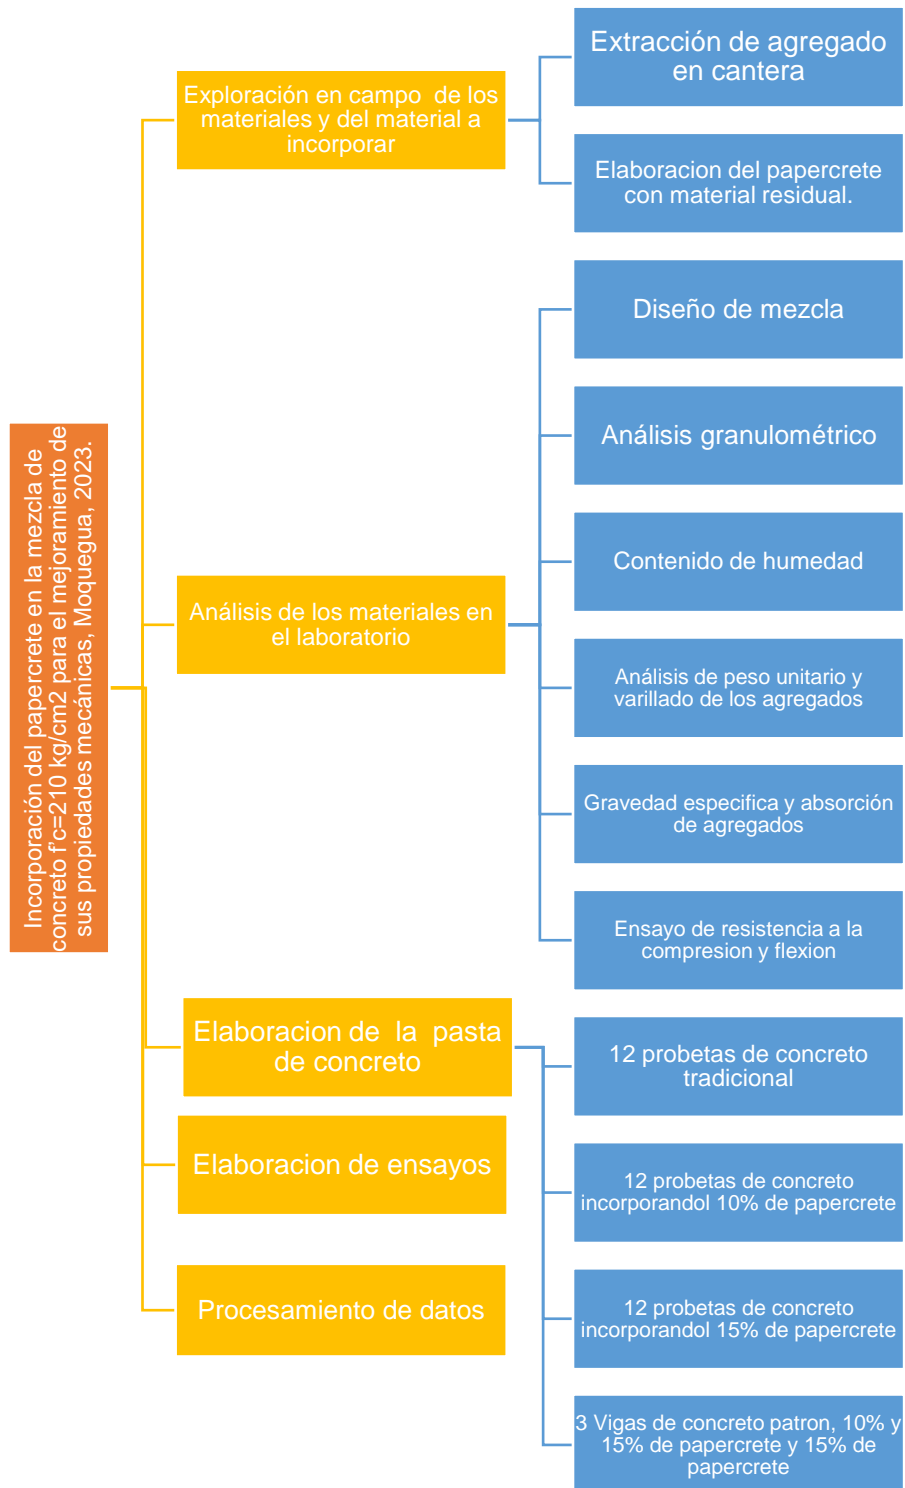 Incorporación del papercrete en la mezcla de
concreto f'c=210 kg/cm2 para el mejoramiento de
sus propiedades mecánicas, Moquegua, 2023.
Exploración en campo de los
materiales y del material a
incorporar
Extracción de agregado
en cantera
Elaboracion del papercrete
con material residual.
Análisis de los materiales en
el laboratorio
Diseño de mezcla
Análisis granulométrico
Contenido de humedad
Análisis de peso unitario y
varillado de los agregados
Gravedad especifica y absorción
de agregados
Ensayo de resistencia a la
compresion y flexion
Elaboracion de la pasta
de concreto
12 probetas de concreto
tradicional
12 probetas de concreto
incorporandol 10% de papercrete
12 probetas de concreto
incorporandol 15% de papercrete
3 Vigas de concreto patron, 10% y
15% de papercrete y 15% de
papercrete
Elaboracion de ensayos
Procesamiento de datos